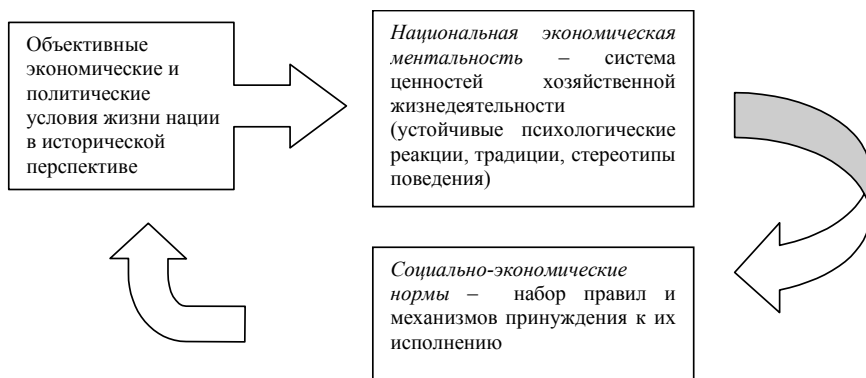 Объективные
экономические и
политические
условия жизни нации
в исторической
перспективе
Национальная экономическая
ментальность – система
ценностей хозяйственной
жизнедеятельности
(устойчивые психологические
реакции, традиции, стереотипы
поведения)
Социально-экономические
нормы – набор правил и
механизмов принуждения к их
исполнению